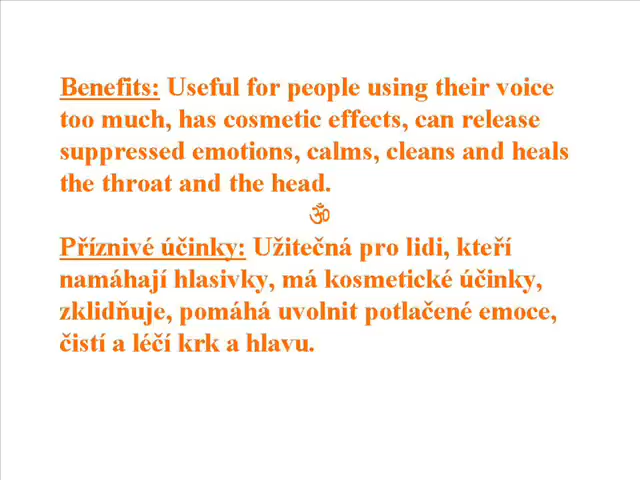 Benefits: Useful for people using their voice
too much, has cosmetic effects, can release
suppressed emotions, calms, cleans and heals
the throat and the head.
ॐ
Příznivé účinky: Užitečná pro lidi, kteří
namáhají hlasivky, má kosmetické účinky,
zklidňuje, pomáhá uvolnit potlačené emoce,
čistí a léčí krk a hlavu.